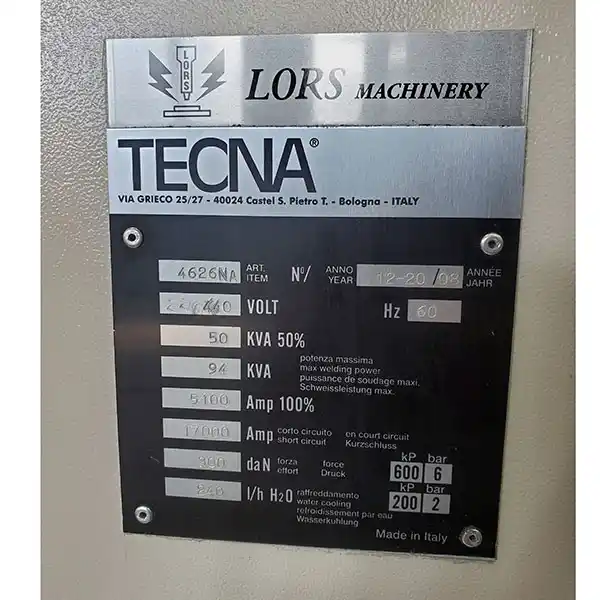 LORS
LORS MACHINERY
TECNA®
VIA GRIECO 25/27 - 40024 Castel S. Pietro T. - Bologna - ITALY
4626NA ART. ITEM Nº/ ANNO YEAR 12-20/08 ANNÉE JAHR
440 VOLT Hz 60
50 KVA 50%
94 KVA potenza massima
max welding power
puissance de soudage maxi.
Schweissleistung max.
5100 Amp 100%
17000 Amp corto circuito en court circuit
short circuit Kurzschluss
daN forza force
effort Druck
kP bar
600 6
kP bar
200 2
l/h H2O raffreddamento
water cooling
refroidissement par eau
Wasserkuhlung
Made in Italy